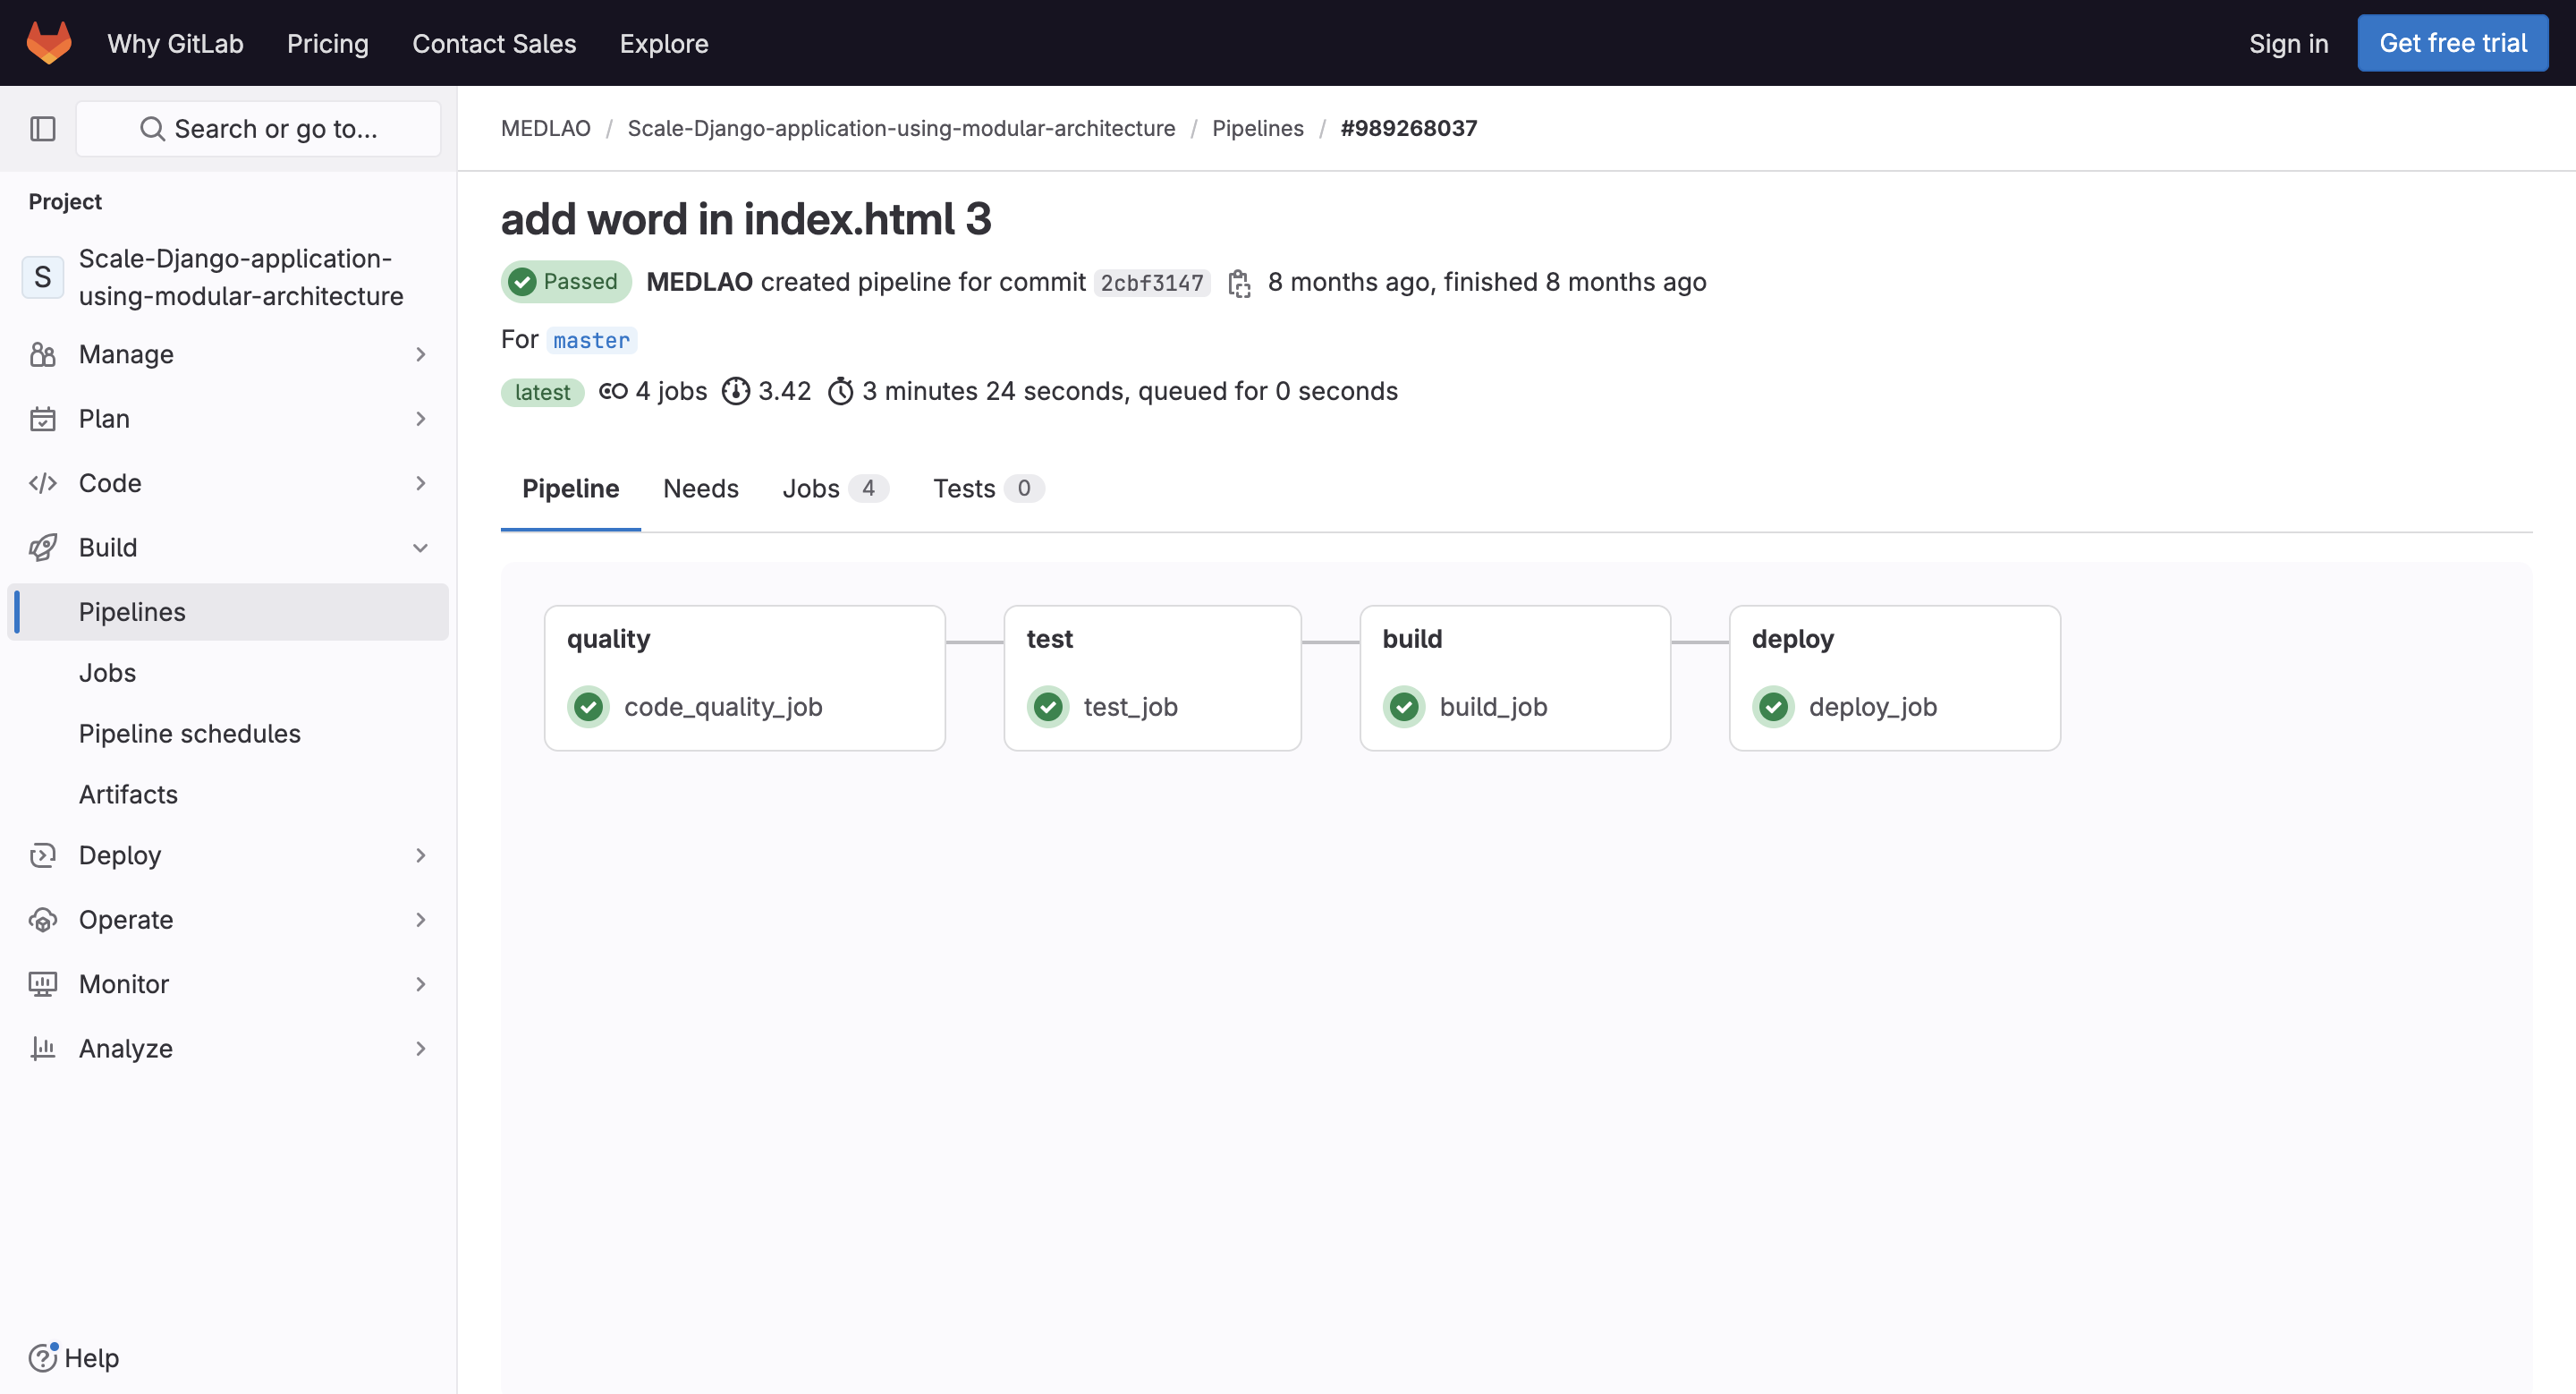 Why GitLab Pricing Contact Sales Explore Sign in Get free trial
Search or go to...
MEDLAO / Scale-Django-application-using-modular-architecture / Pipelines / #989268037
Project
S Scale-Django-application-
using-modular-architecture
Manage
Plan
Code
Build
Pipelines
Jobs
Pipeline schedules
Artifacts
Deploy
Operate
Monitor
Analyze
Help
add word in index.html 3
Passed MEDLAO created pipeline for commit 2cbf3147 8 months ago, finished 8 months ago
For master
latest 4 jobs 3.42 3 minutes 24 seconds, queued for 0 seconds
Pipeline Needs Jobs 4 Tests 0
quality
code_quality_job
test
test_job
build
build_job
deploy
deploy_job